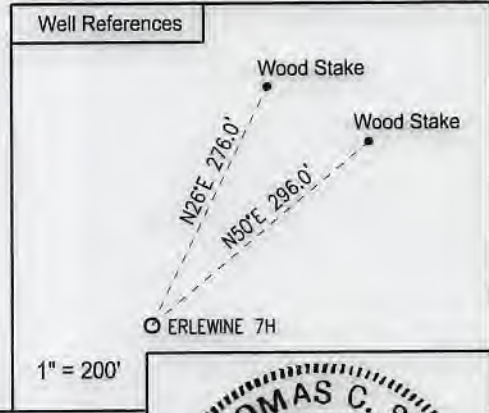 Well References
Wood Stake
Wood Stake
N26°E 276.0'
N50°E 296.0'
ERLEWINE 7H
1" = 200'
OMAS C. S